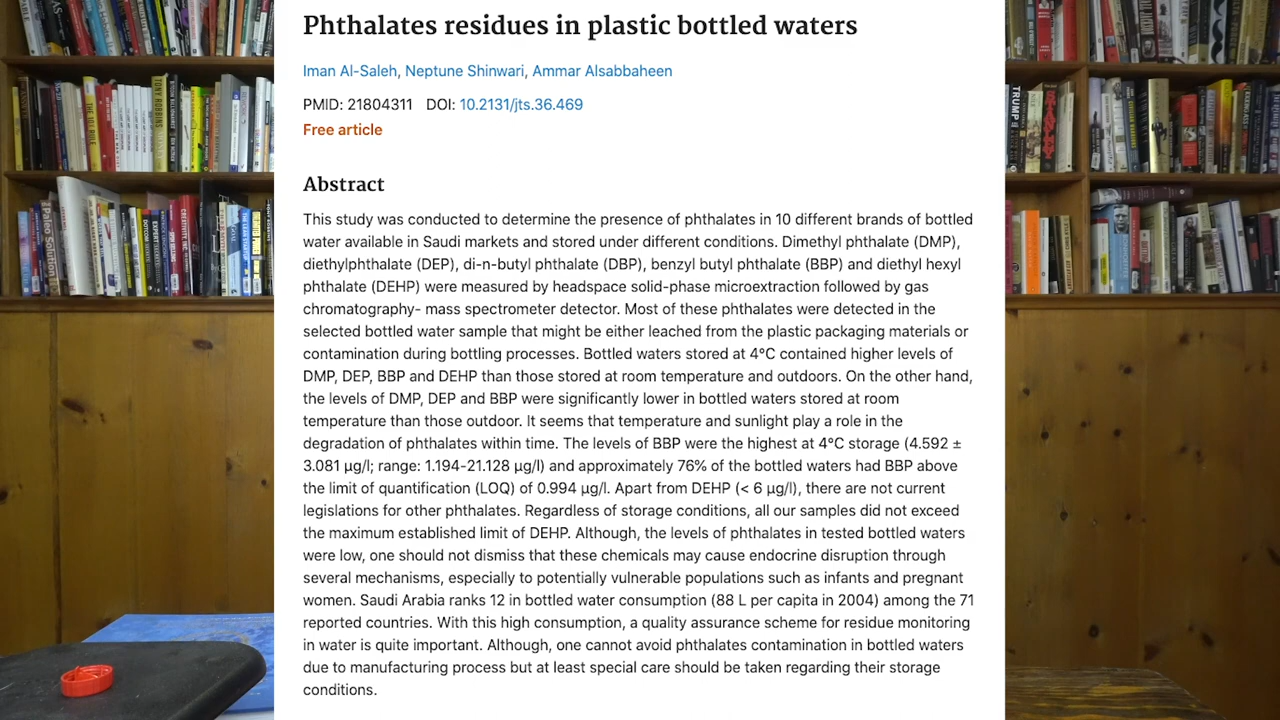 Phthalates residues in plastic bottled waters
Iman Al-Saleh, Neptune Shinwari, Ammar Alsabbaheen
PMID: 21804311 DOI: 10.2131/jts.36.469
Free article
Abstract
This study was conducted to determine the presence of phthalates in 10 different brands of bottled
water available in Saudi markets and stored under different conditions. Dimethyl phthalate (DMP),
diethylphthalate (DEP), di-n-butyl phthalate (DBP), benzyl butyl phthalate (BBP) and diethyl hexyl
phthalate (DEHP) were measured by headspace solid-phase microextraction followed by gas
chromatography- mass spectrometer detector. Most of these phthalates were detected in the
selected bottled water sample that might be either leached from the plastic packaging materials or
contamination during bottling processes. Bottled waters stored at 4°C contained higher levels of
DMP, DEP, BBP and DEHP than those stored at room temperature and outdoors. On the other hand,
the levels of DMP, DEP and BBP were significantly lower in bottled waters stored at room
temperature than those outdoor. It seems that temperature and sunlight play a role in the
degradation of phthalates within time. The levels of BBP were the highest at 4°C storage (4.592 ±
3.081 µg/l; range: 1.194-21.128 µg/l) and approximately 76% of the bottled waters had BBP above
the limit of quantification (LOQ) of 0.994 µg/l. Apart from DEHP (< 6 µg/l), there are not current
legislations for other phthalates. Regardless of storage conditions, all our samples did not exceed
the maximum established limit of DEHP. Although, the levels of phthalates in tested bottled waters
were low, one should not dismiss that these chemicals may cause endocrine disruption through
several mechanisms, especially to potentially vulnerable populations such as infants and pregnant
women. Saudi Arabia ranks 12 in bottled water consumption (88 L per capita in 2004) among the 71
reported countries. With this high consumption, a quality assurance scheme for residue monitoring
in water is quite important. Although, one cannot avoid phthalates contamination in bottled waters
due to manufacturing process but at least special care should be taken regarding their storage
conditions.
TONY ROBBINS
TRUMP
Paleo Solution